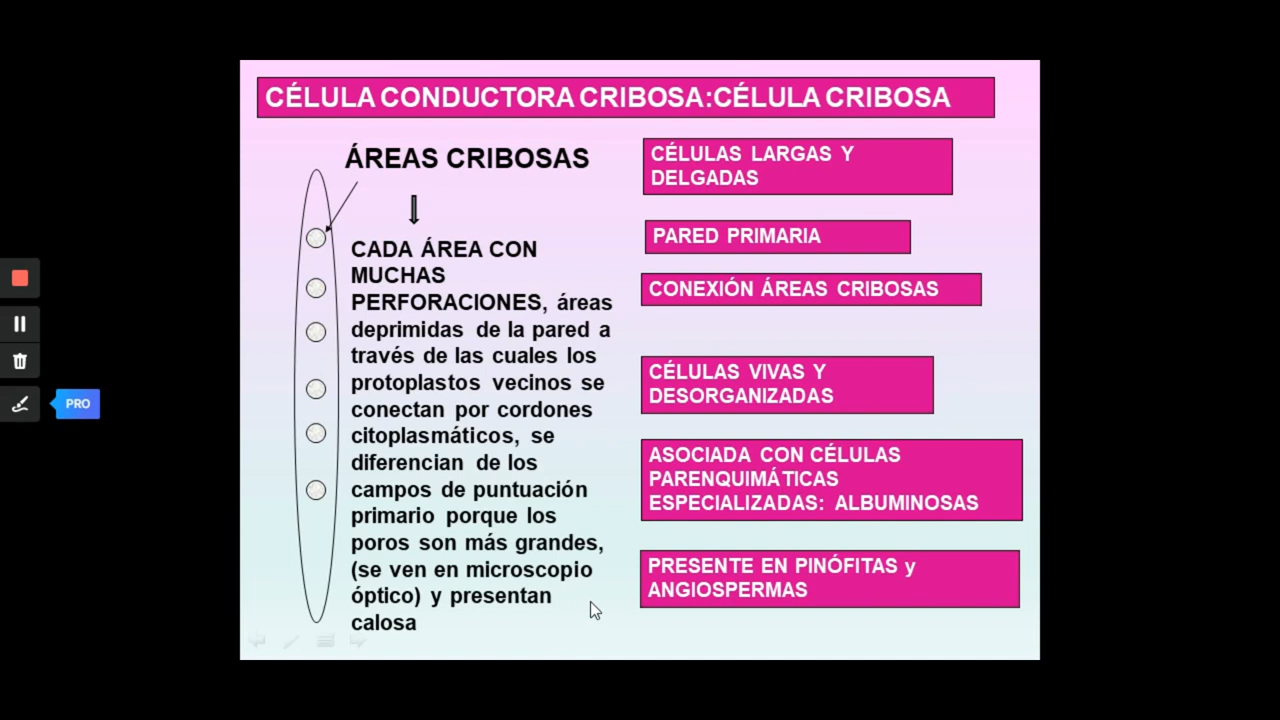 CÉLULA CONDUCTORA CRIBOSA:CÉLULA CRIBOSA
ÁREAS CRIBOSAS
CADA ÁREA CON
MUCHAS
PERFORACIONES, áreas
deprimidas de la pared a
través de las cuales los
protoplastos vecinos se
conectan por cordones
citoplasmáticos, se
diferencian de los
campos de puntuación
primario porque los
poros son más grandes,
(se ven en microscopio
óptico) y presentan
calosa
CÉLULAS LARGAS Y
DELGADAS
PARED PRIMARIA
CONEXIÓN ÁREAS CRIBOSAS
CÉLULAS VIVAS Y
DESORGANIZADAS
ASOCIADA CON CÉLULAS
PARENQUIMÁTICAS
ESPECIALIZADAS: ALBUMINOSAS
PRESENTE EN PINÓFITAS y
ANGIOSPERMAS
PRO